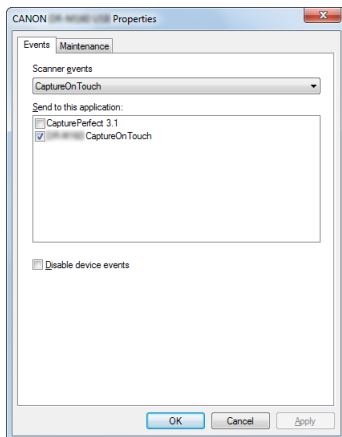 CANON Properties
Events Maintenance
Scanner events
CaptureOnTouch
Send to this application:
CapturePerfect 3.1
CaptureOnTouch
Disable device events
OK Cancel Apply